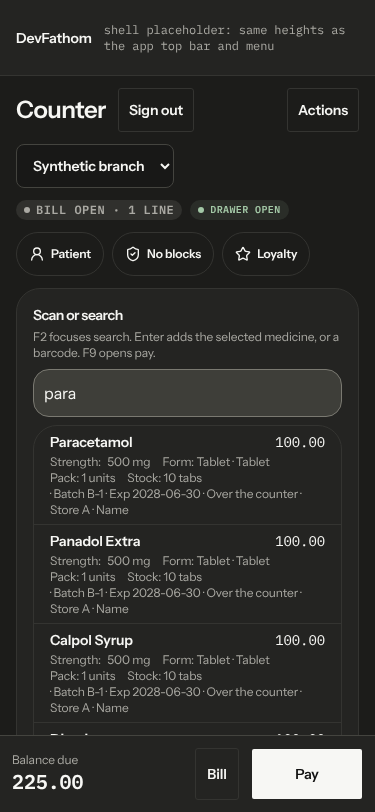 DevFathom
shell placeholder: same heights as
the app top bar and menu
Counter
Sign out
Actions
Synthetic branch
BILL OPEN · 1 LINE
DRAWER OPEN
Patient
No blocks
Loyalty
Scan or search
F2 focuses search. Enter adds the selected medicine, or a
barcode. F9 opens pay.
para
Paracetamol 100.00
Strength: 500 mg Form: Tablet · Tablet
Pack: 1 units Stock: 10 tabs
· Batch B-1 · Exp 2028-06-30 · Over the counter ·
Store A · Name
Panadol Extra 100.00
Strength: 500 mg Form: Tablet · Tablet
Pack: 1 units Stock: 10 tabs
· Batch B-1 · Exp 2028-06-30 · Over the counter ·
Store A · Name
Calpol Syrup 100.00
Strength: 500 mg Form: Tablet · Tablet
Pack: 1 units Stock: 10 tabs
· Batch B-1 · Exp 2028-06-30 · Over the counter ·
Store A · Name
Balance due
225.00
Bill
Pay